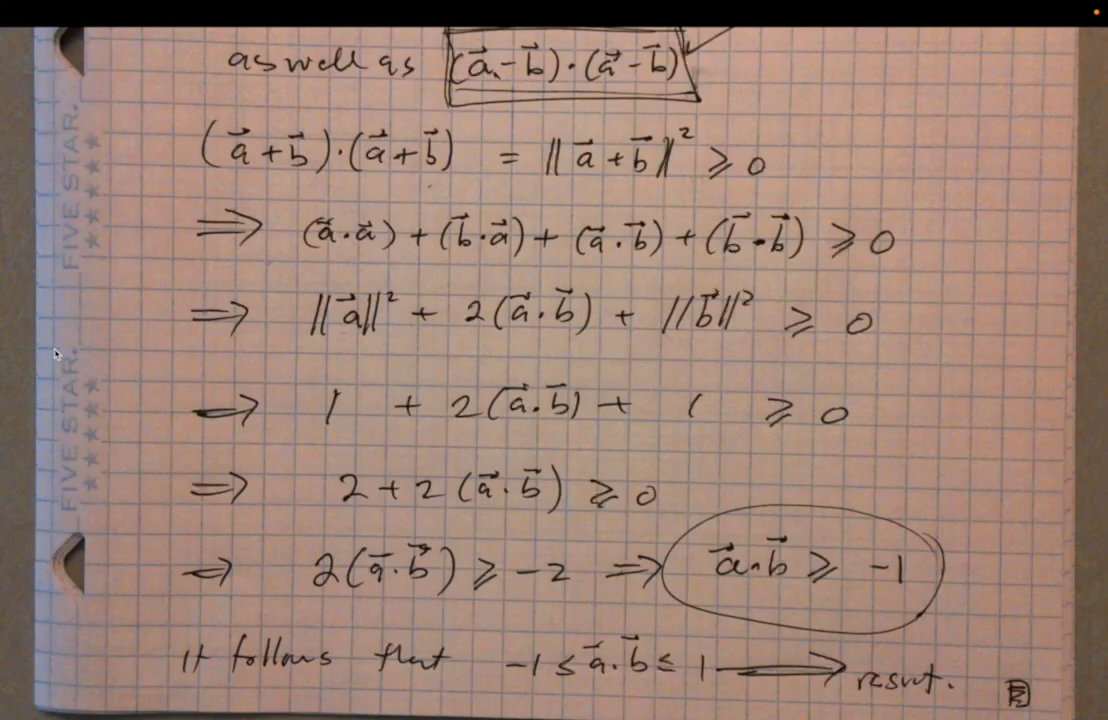 as well as (a⃗ - b⃗)·(a⃗ - b⃗)
(a⃗ + b⃗)·(a⃗ + b⃗) = ||a⃗ + b⃗||² ≥ 0
⟹ (a⃗·a⃗) + (b⃗·a⃗) + (a⃗·b⃗) + (b⃗·b⃗) ≥ 0
⟹ ||a⃗||² + 2(a⃗·b⃗) + ||b⃗||² ≥ 0
⟹ 1 + 2(a⃗·b⃗) + 1 ≥ 0
⟹ 2 + 2(a⃗·b⃗) ≥ 0
⟹ 2(a⃗·b⃗) ≥ -2 ⟹ a⃗·b⃗ ≥ -1
It follows that -1 ≤ a⃗·b⃗ ≤ 1 ⟶ result.
FIVE STAR.
FIVE STAR.